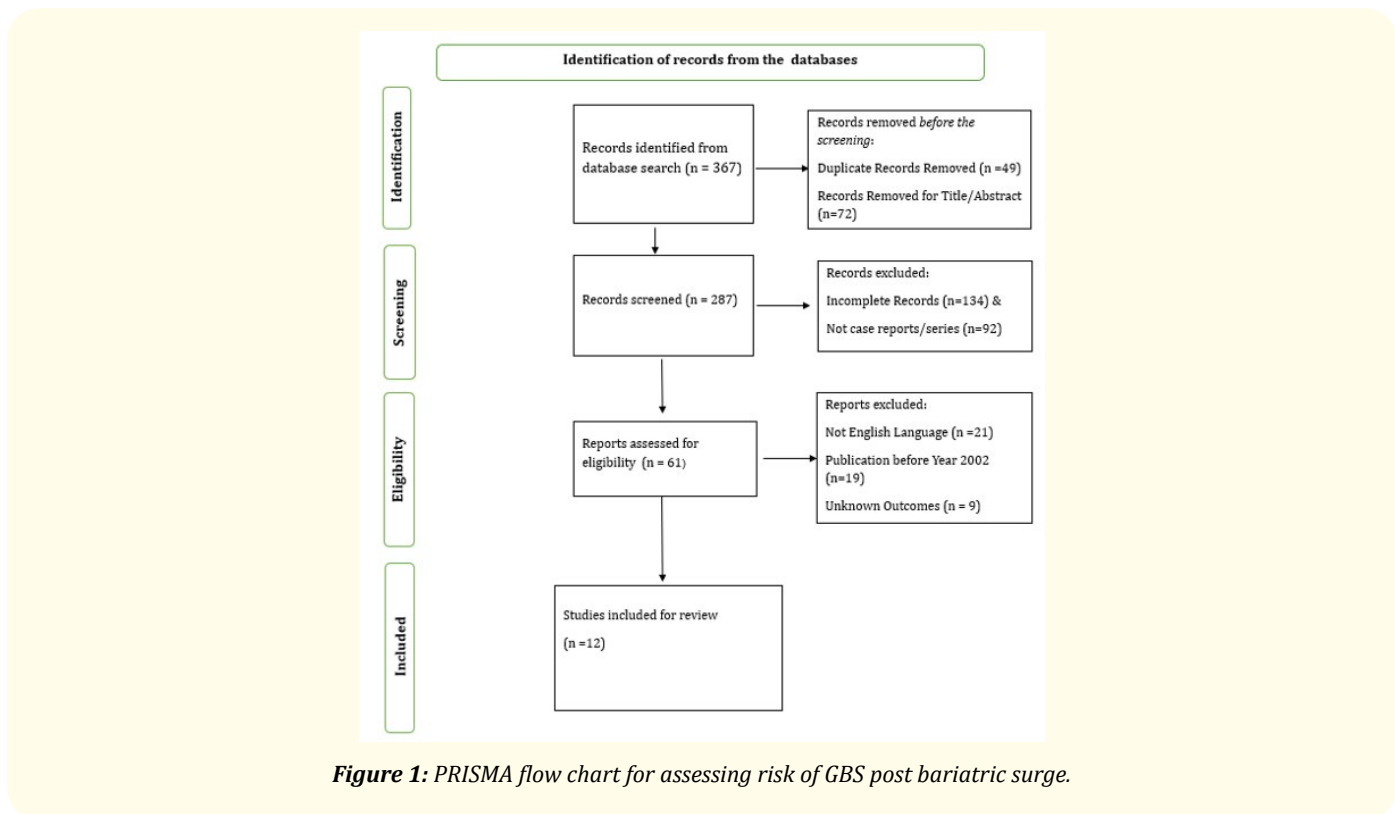 Identification of records from the databases
Identification
Records identified from
database search (n = 367)
Records removed before the
screening:
Duplicate Records Removed (n =49)
Records Removed for Title/Abstract
(n=72)
Screening
Records screened (n = 287)
Records excluded:
Incomplete Records (n=134) &
Not case reports/series (n=92)
Eligibility
Reports assessed for
eligibility (n = 61)
Reports excluded:
Not English Language (n =21)
Publication before Year 2002
(n=19)
Unknown Outcomes (n = 9)
Included
Studies included for review
(n =12)
Figure 1: PRISMA flow chart for assessing risk of GBS post bariatric surge.